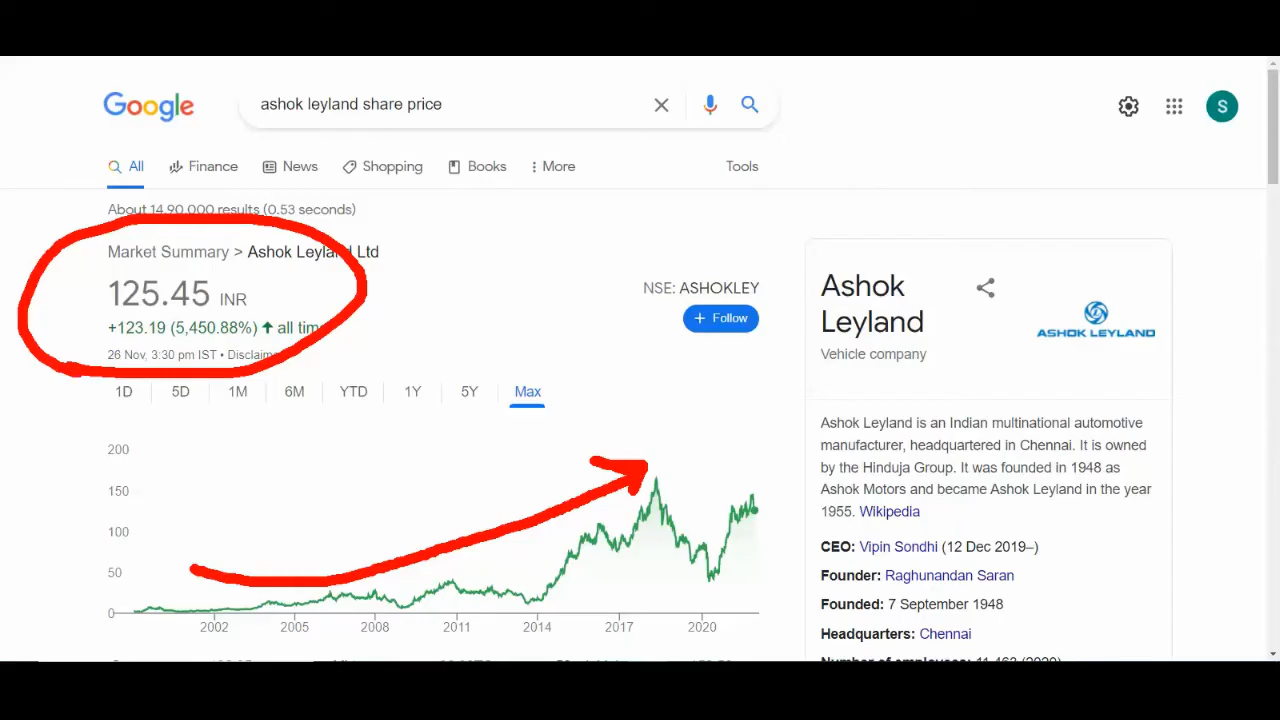 Google
ashok leyland share price
All
Finance
News
Shopping
Books
More
Tools
S
About 14,90,000 results (0.53 seconds)
Market Summary > Ashok Leyland Ltd
125.45 INR
+123.19 (5,450.88%) ↑ all time
26 Nov, 3:30 pm IST • Disclaimer
NSE: ASHOKLEY
+ Follow
1D 5D 1M 6M YTD 1Y 5Y Max
200
150
100
50
0
2002 2005 2008 2011 2014 2017 2020
Ashok
Leyland
Vehicle company
ASHOK LEYLAND
Ashok Leyland is an Indian multinational automotive
manufacturer, headquartered in Chennai. It is owned
by the Hinduja Group. It was founded in 1948 as
Ashok Motors and became Ashok Leyland in the year
1955. Wikipedia
CEO: Vipin Sondhi (12 Dec 2019–)
Founder: Raghunandan Saran
Founded: 7 September 1948
Headquarters: Chennai
Number of employees: 11,463 (2020)